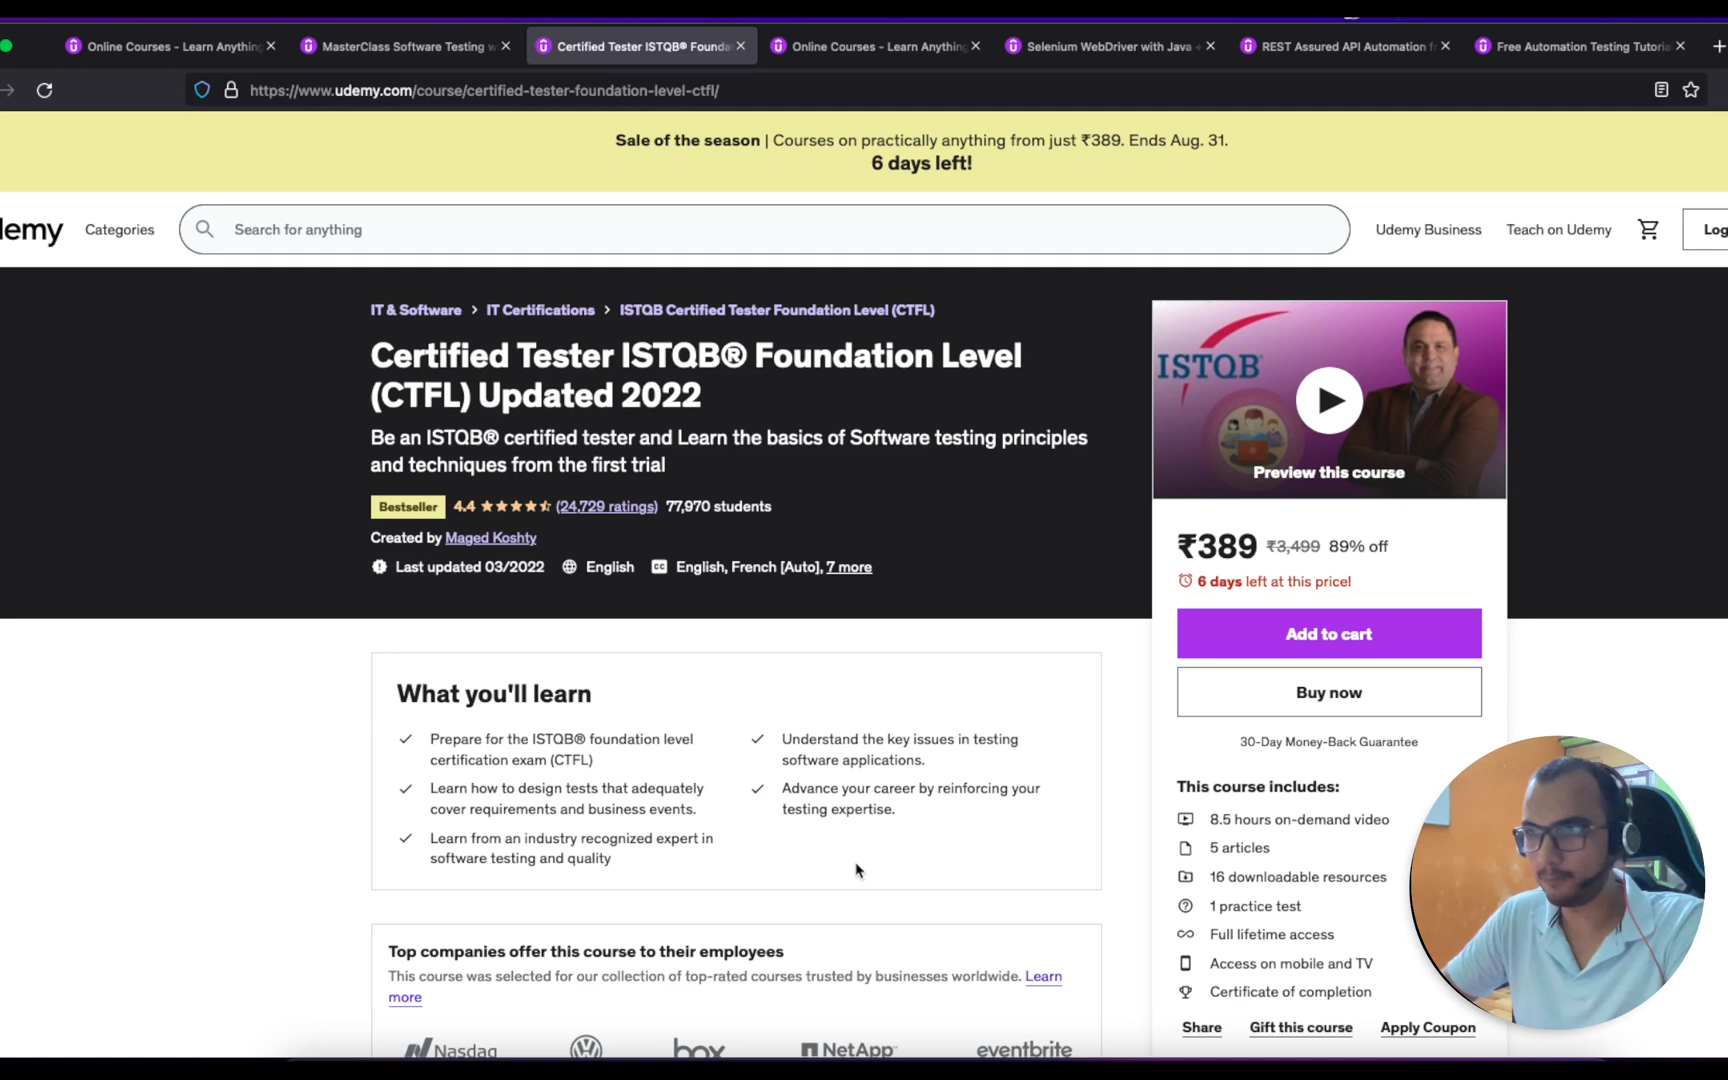 Online Courses - Learn Anything,
MasterClass Software Testing w
Certified Tester ISTQB® Founda
Online Courses - Learn Anything,
Selenium WebDriver with Java +
REST Assured API Automation f
Free Automation Testing Tutoria
https://www.udemy.com/course/certified-tester-foundation-level-ctfl/
Sale of the season | Courses on practically anything from just ₹389. Ends Aug. 31.
6 days left!
demy
Categories
Search for anything
Udemy Business
Teach on Udemy
Log
IT & Software > IT Certifications > ISTQB Certified Tester Foundation Level (CTFL)
Certified Tester ISTQB® Foundation Level
(CTFL) Updated 2022
Be an ISTQB® certified tester and Learn the basics of Software testing principles
and techniques from the first trial
Bestseller 4.4 (24,729 ratings) 77,970 students
Created by Maged Koshty
Last updated 03/2022 English English, French [Auto], 7 more
ISTQB
Preview this course
₹389 ₹3,499 89% off
6 days left at this price!
Add to cart
Buy now
30-Day Money-Back Guarantee
This course includes:
8.5 hours on-demand video
5 articles
16 downloadable resources
1 practice test
Full lifetime access
Access on mobile and TV
Certificate of completion
Share Gift this course Apply Coupon
What you'll learn
Prepare for the ISTQB® foundation level
certification exam (CTFL)
Learn how to design tests that adequately
cover requirements and business events.
Learn from an industry recognized expert in
software testing and quality
Understand the key issues in testing
software applications.
Advance your career by reinforcing your
testing expertise.
Top companies offer this course to their employees
This course was selected for our collection of top-rated courses trusted by businesses worldwide. Learn
more
Nasdaq
box
NetApp
eventbrite